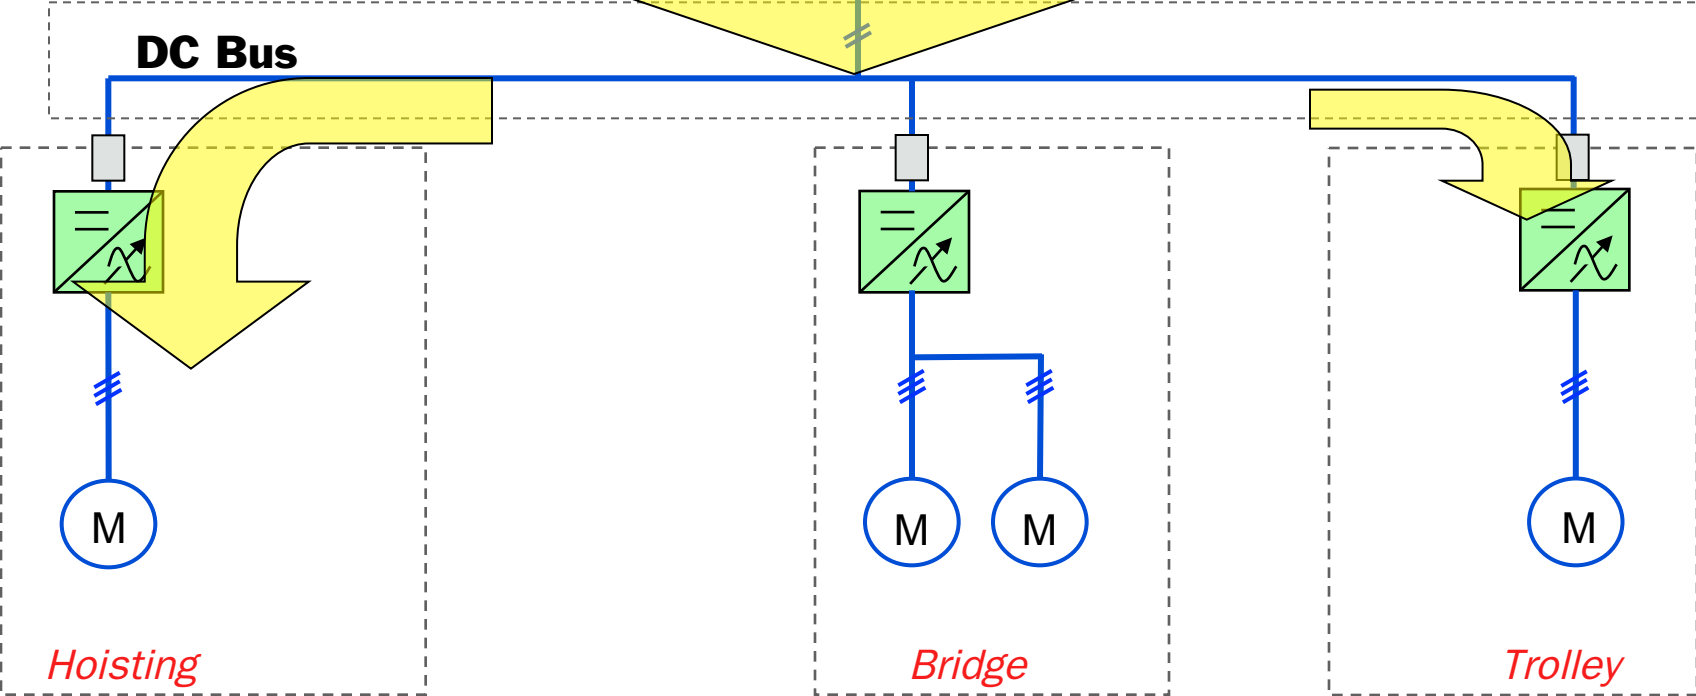 DC Bus
M
M
M
M
Hoisting
Bridge
Trolley